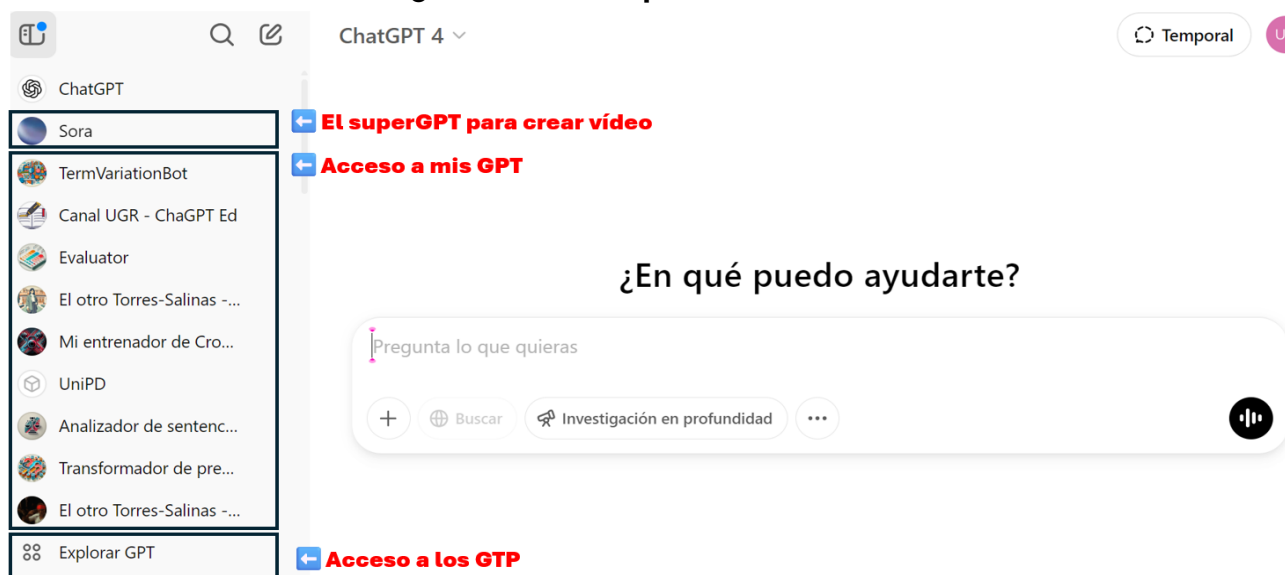 ChatGPT 4
Temporal
U
ChatGPT
Sora
El superGPT para crear vídeo
Acceso a mis GPT
TermVariationBot
Canal UGR - ChaGPT Ed
Evaluator
El otro Torres-Salinas -...
Mi entrenador de Cro...
UniPD
Analizador de sentenc...
Transformador de pre...
El otro Torres-Salinas -...
Explorar GPT
Acceso a los GTP
¿En qué puedo ayudarte?
Pregunta lo que quieras
Buscar
Investigación en profundidad